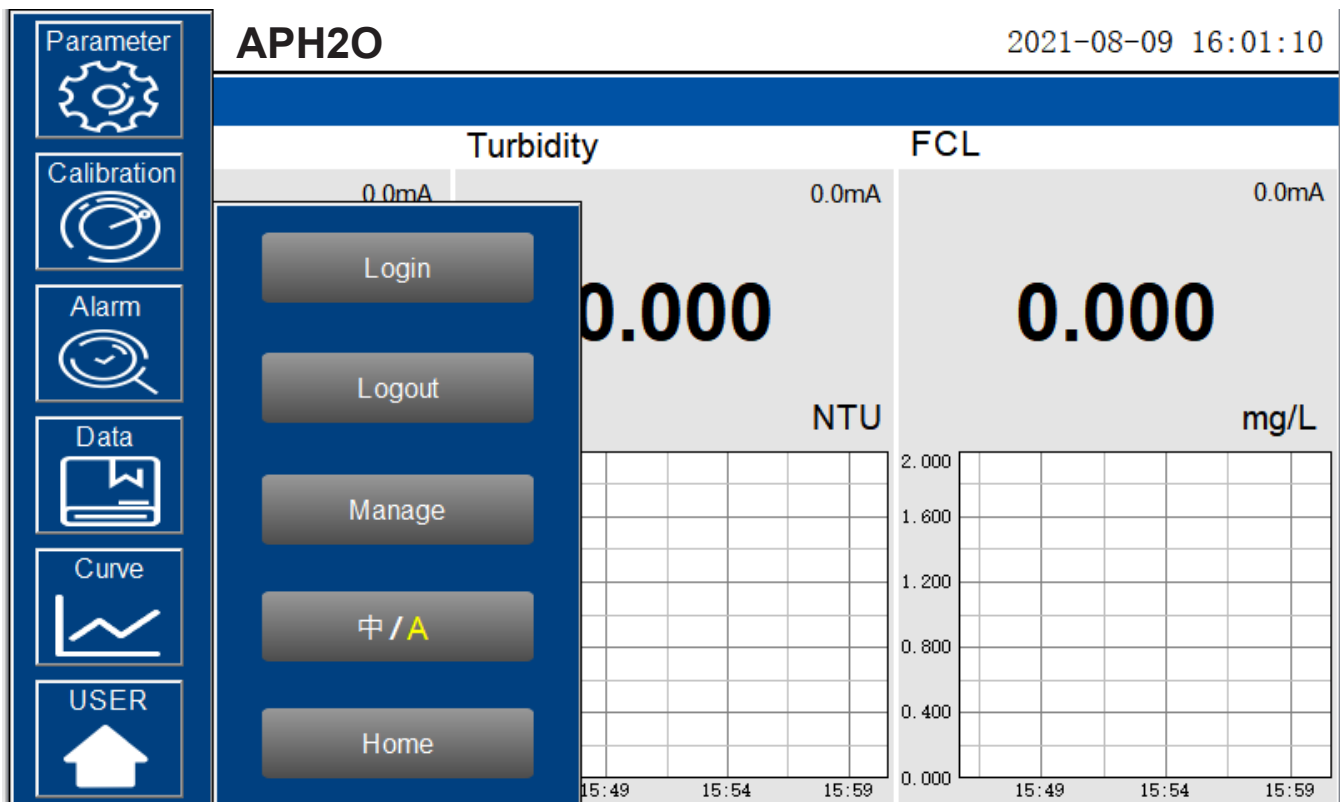 Parameter
APH2O
2021-08-09 16:01:10
Calibration
Alarm
Data
Curve
USER
Login
Logout
Manage
中/A
Home
0.0mA
Turbidity
0.0mA
0.000
NTU
15:49 15:54 15:59
FCL
0.0mA
0.000
mg/L
2.000
1.600
1.200
0.800
0.400
0.000
15:49 15:54 15:59